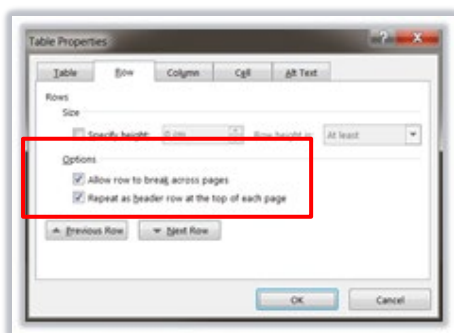 Table Properties
Table Row Column Cell Alt Text
Rows
Size
Specify height: 0 cm Row height is: At least
Options
Allow row to break across pages
Repeat as header row at the top of each page
Previous Row Next Row
OK Cancel